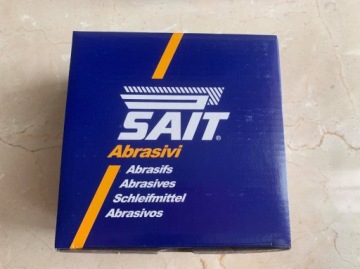 SAIT®
Abrasivi
Abrasifs
Abrasives
Schleifmittel
Abrasivos